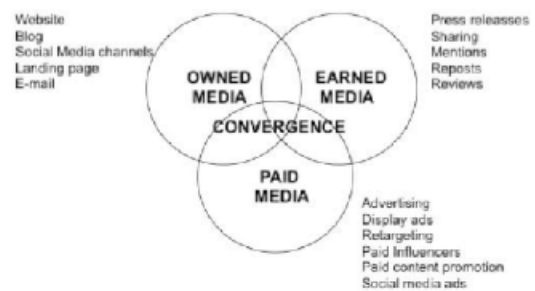 Website
Blog
Social Media channels
Landing page
E-mail
Press releasses
Sharing
Mentions
Reposts
Reviews
OWNED
MEDIA
EARNED
MEDIA
CONVERGENCE
PAID
MEDIA
Advertising
Display ads
Retargeting
Paid Influencers
Paid content promotion
Social media ads